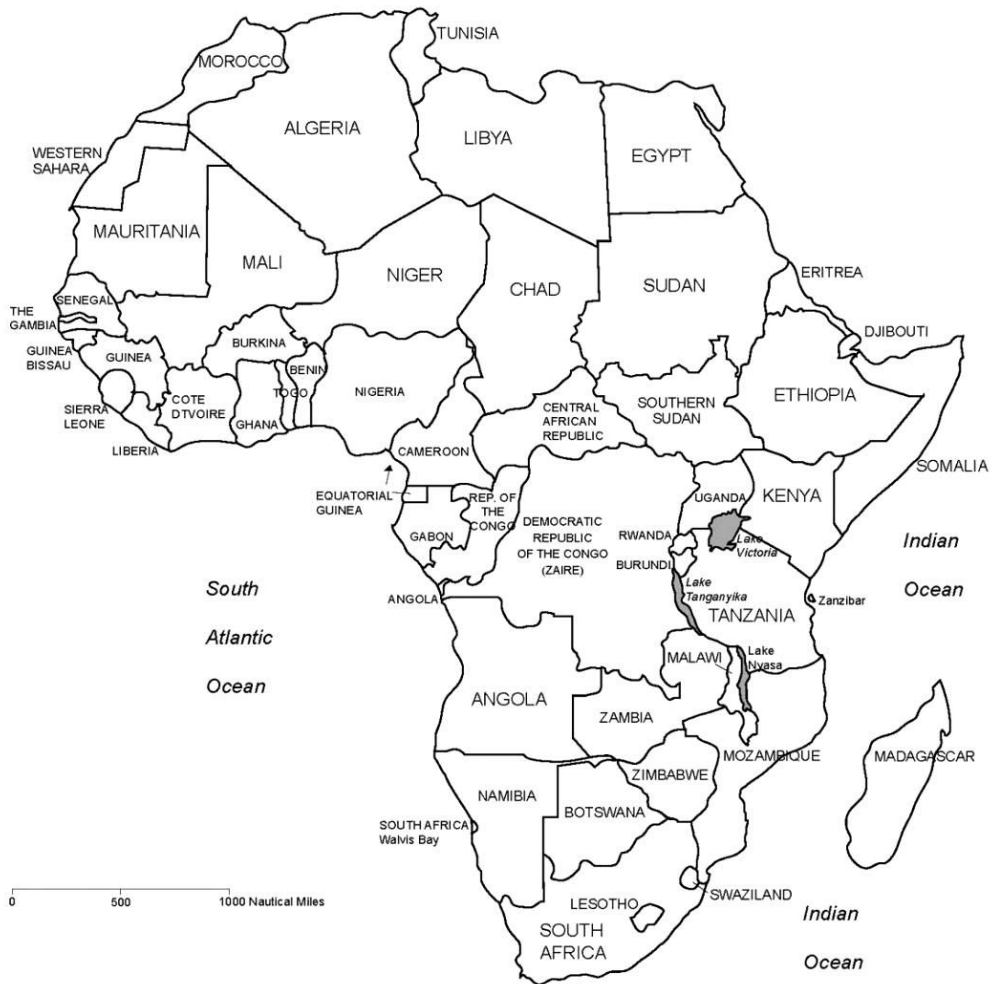 TUNISIA
MOROCCO
ALGERIA
LIBYA
EGYPT
WESTERN
SAHARA
MAURITANIA
MALI
NIGER
CHAD
SUDAN
ERITREA
SENEGAL
THE
GAMBIA
DJIBOUTI
GUINEA
BISSAU
GUINEA
BURKINA
BENIN
NIGERIA
ETHIOPIA
COTE
DTVOIRE
TOGO
GHANA
SIERRA
LEONE
LIBERIA
CENTRAL
AFRICAN
REPUBLIC
SOUTHERN
SUDAN
CAMEROON
SOMALIA
EQUATORIAL
GUINEA
REP. OF
THE
CONGO
GABON
UGANDA
KENYA
DEMOCRATIC
REPUBLIC
OF THE CONGO
(ZAIRE)
RWANDA
BURUNDI
Lake
Victoria
Indian
Ocean
Lake
Tanganyika
TANZANIA
Zanzibar
South
Atlantic
Ocean
ANGOLA
MALAWI
Lake
Nyasa
ANGOLA
ZAMBIA
MOZAMBIQUE
MADAGASCAR
ZIMBABWE
NAMIBIA
BOTSWANA
SOUTH AFRICA
Walvis Bay
0 500 1000 Nautical Miles
SWAZILAND
LESOTHO
SOUTH
AFRICA
Indian
Ocean